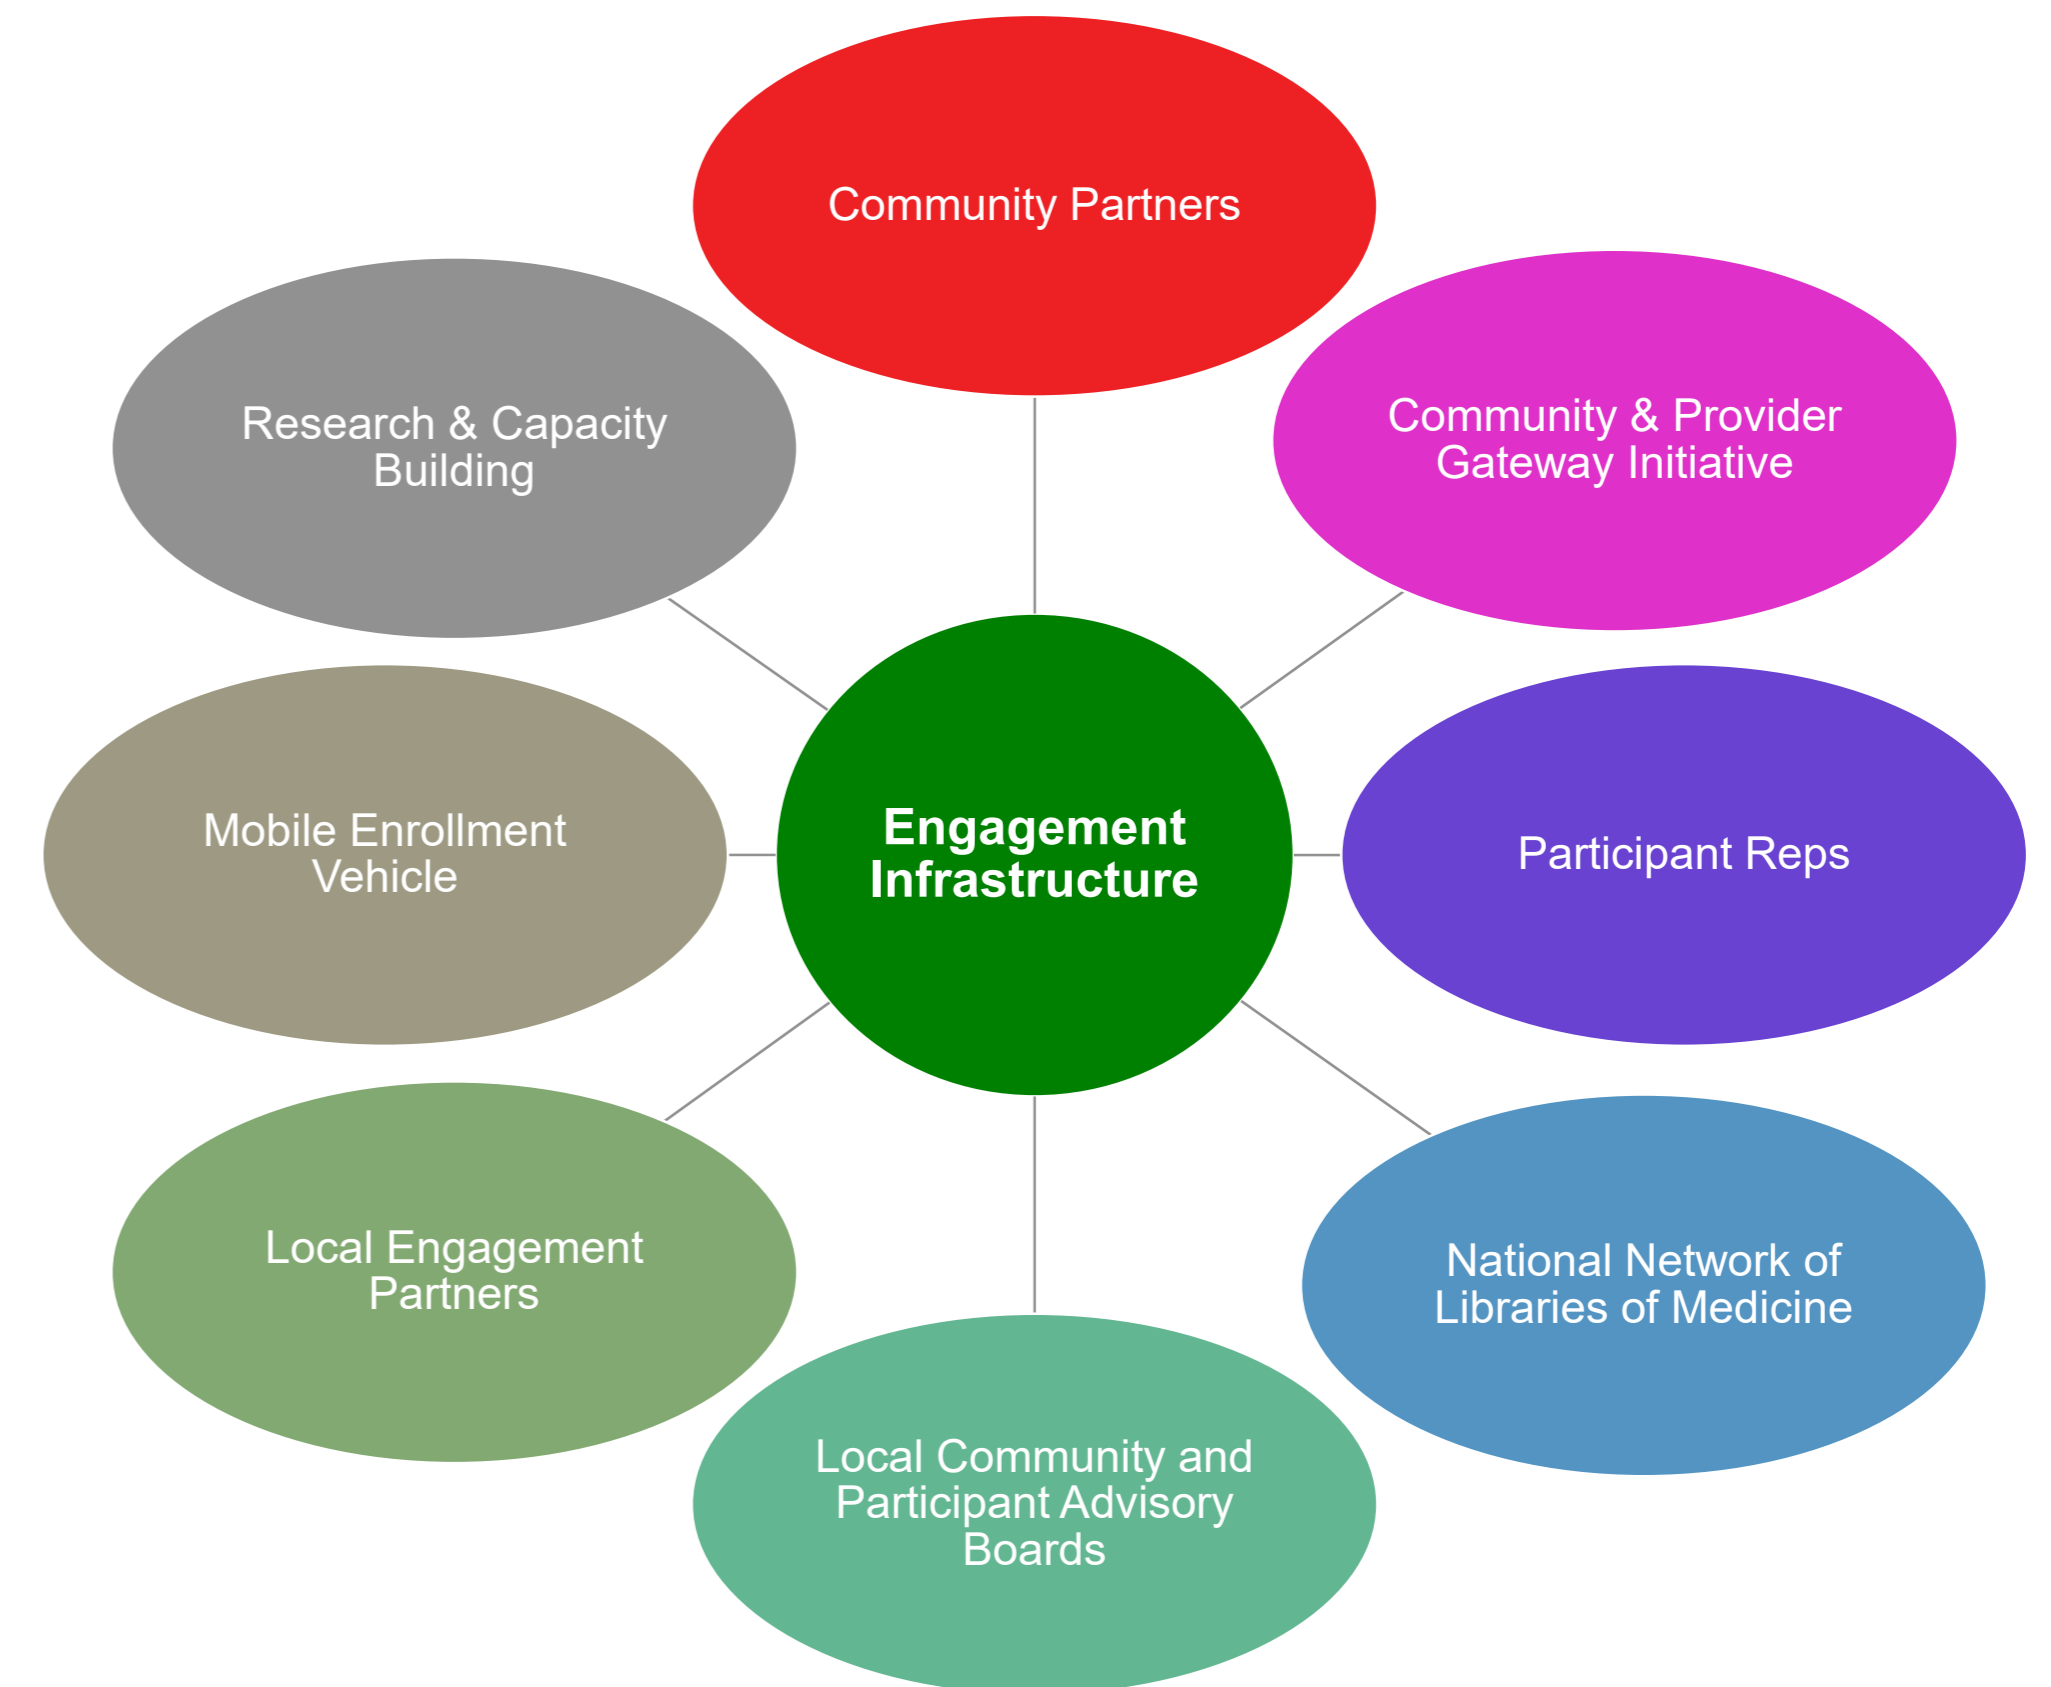 Community Partners
Community & Provider
Gateway Initiative
Participant Reps
National Network of
Libraries of Medicine
Local Community and
Participant Advisory
Boards
Local Engagement
Partners
Mobile Enrollment
Vehicle
Research & Capacity
Building
Engagement
Infrastructure